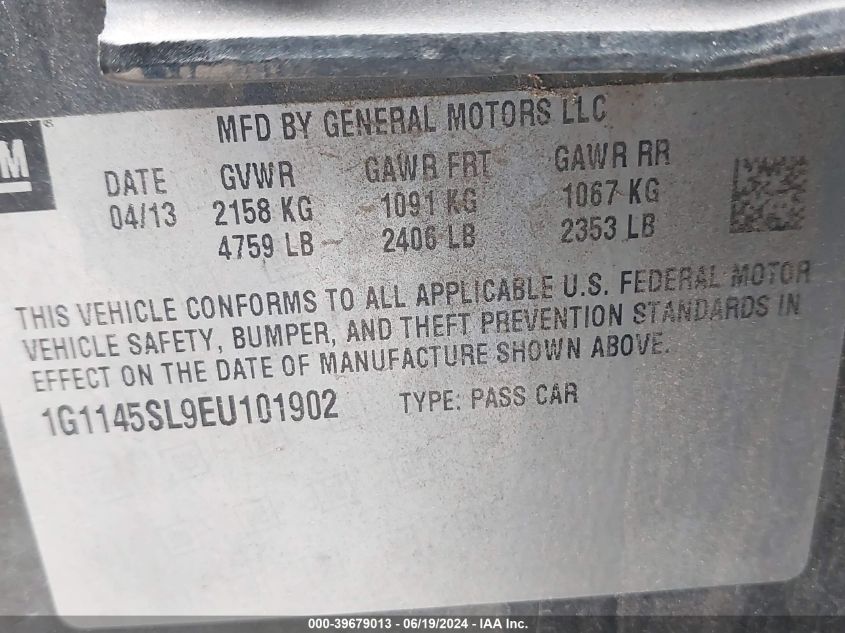 MFD BY GENERAL MOTORS LLC
M ®
DATE GVWR GAWR FRT GAWR RR
04/13 2158 KG 1091 KG 1067 KG
4759 LB 2406 LB 2353 LB
THIS VEHICLE CONFORMS TO ALL APPLICABLE U.S. FEDERAL MOTOR
VEHICLE SAFETY, BUMPER, AND THEFT PREVENTION STANDARDS IN
EFFECT ON THE DATE OF MANUFACTURE SHOWN ABOVE.
1G1145SL9EU101902 TYPE: PASS CAR
000-39679013 - 06/19/2024 - IAA Inc.